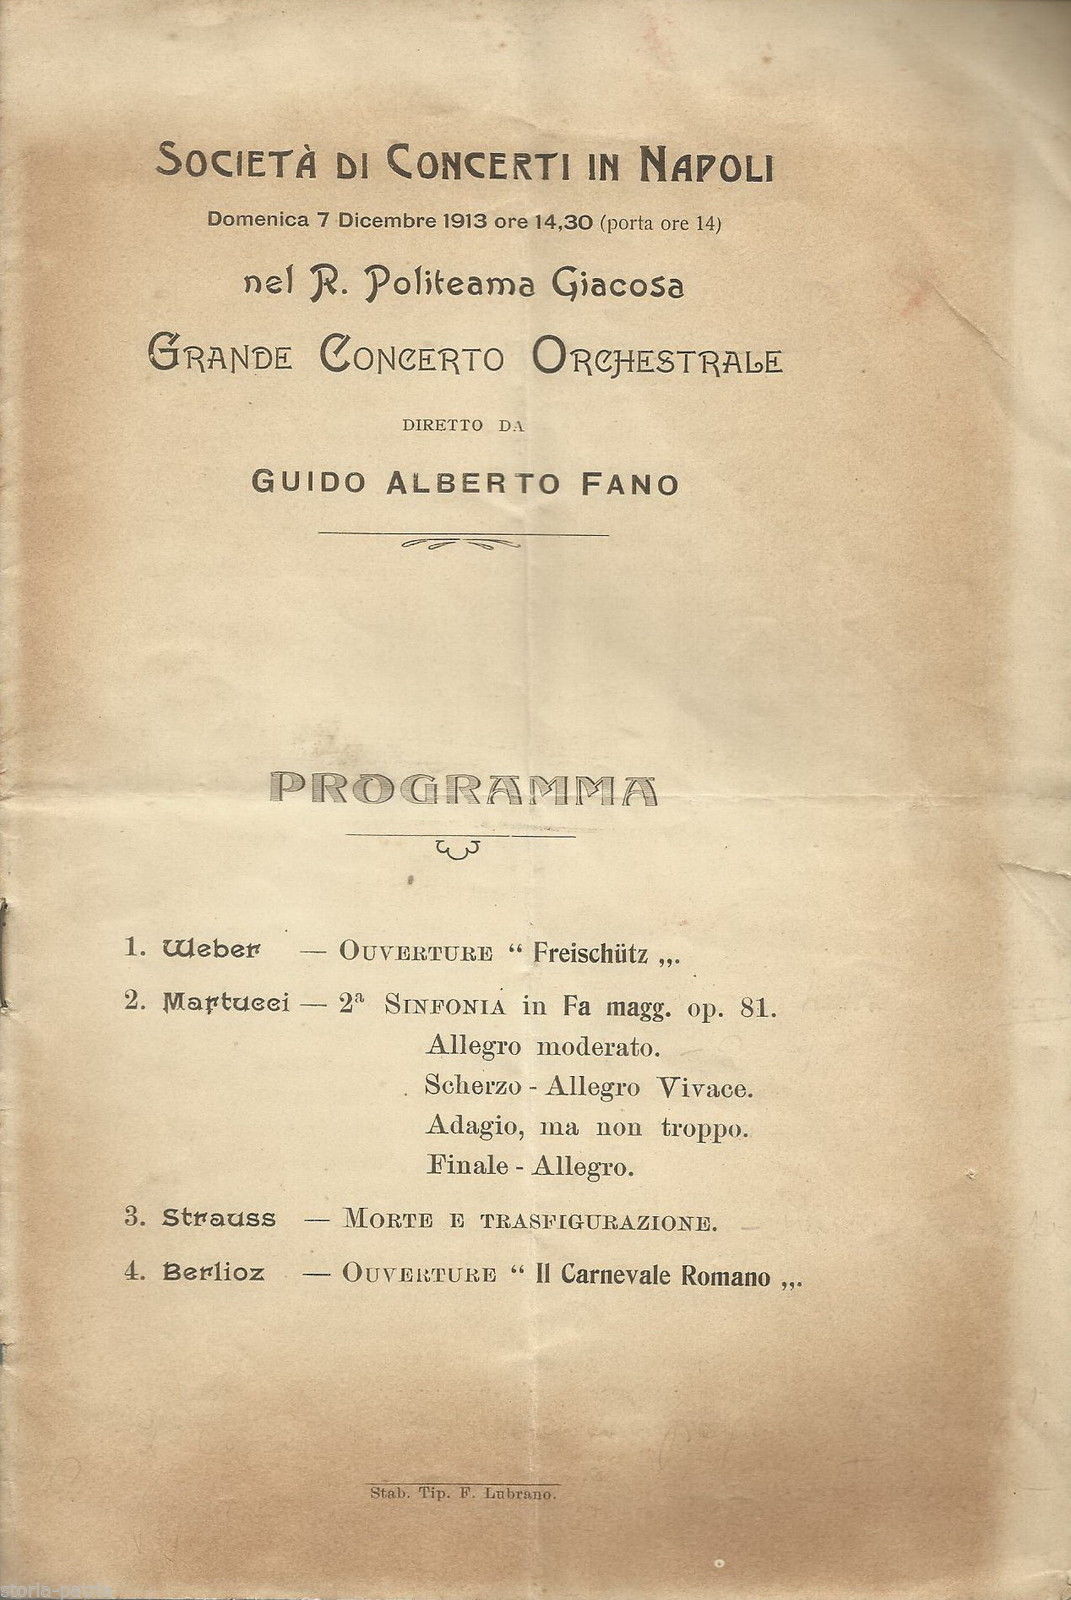 SOCIETÀ DI CONCERTI IN NAPOLI
Domenica 7 Dicembre 1913 ore 14,30 (porta ore 14)
nel R. Politeama Giacosa
GRANDE CONCERTO ORCHESTRALE
DIRETTO DA
GUIDO ALBERTO FANO
PROGRAMMA
1. Weber — OUVERTURE “ Freischütz „.
2. Martucci — 2ª SINFONIA in Fa magg. op. 81.
Allegro moderato.
Scherzo - Allegro Vivace.
Adagio, ma non troppo.
Finale - Allegro.
3. Strauss — MORTE E TRASFIGURAZIONE.
4. Berlioz — OUVERTURE “ Il Carnevale Romano „.
Stab. Tip. F. Lubrano.